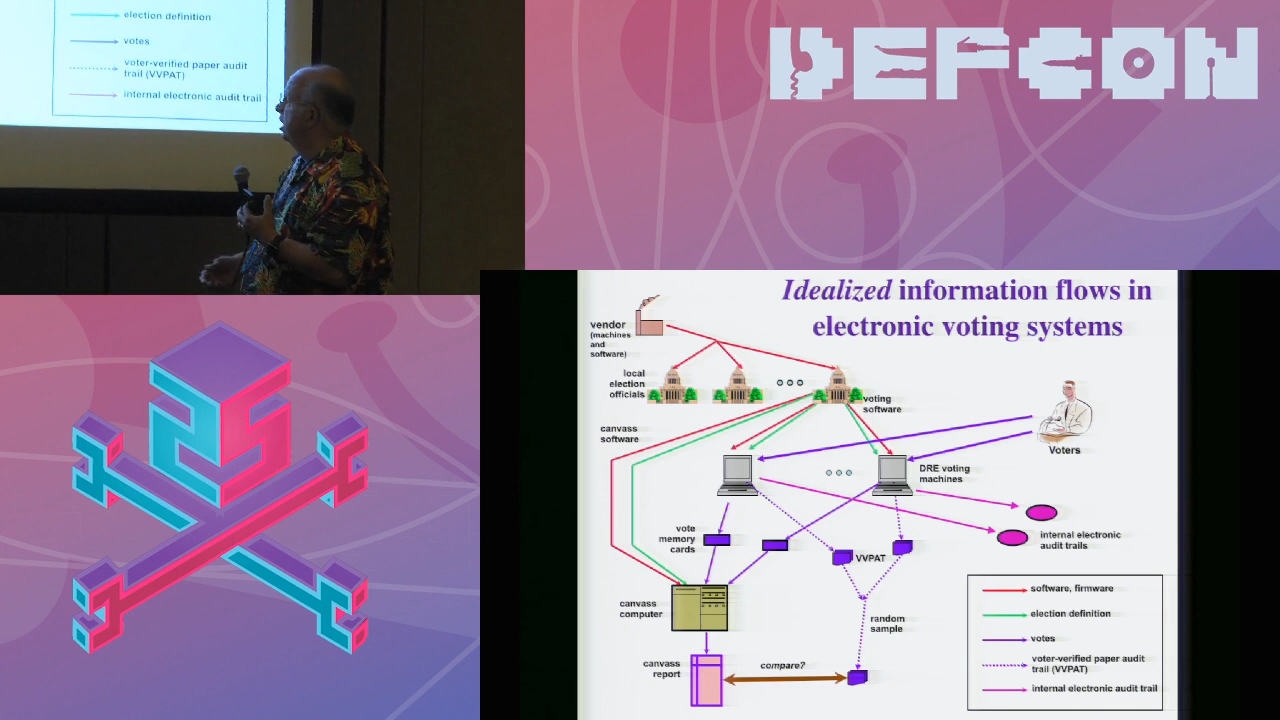 election definition
votes
voter-verified paper audit
trail (VVPAT)
internal electronic audit trail
DEFCON
Idealized information flows in
electronic voting systems
vendor
(machines
and
software)
local
election
officials
voting
software
canvass
software
Voters
DRE voting
machines
vote
memory
cards
VVPAT
internal electronic
audit trails
canvass
computer
random
sample
canvass
report
compare?
software, firmware
election definition
votes
voter-verified paper audit
trail (VVPAT)
internal electronic audit trail